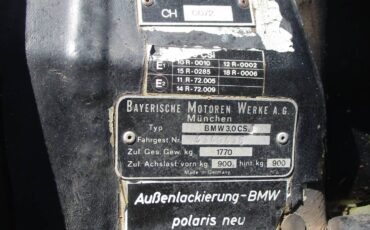 CH
E1 10 R-0010 12 R-0002
15 R-0285 18 R-0006
E2 11 R-72.005
14 R-72.009
BAYERISCHE MOTOREN WERKE A.G.
München
Typ BMW 3.0 CS
Fahrgest Nr.
Zul. Ges. Gew. kg 1770
Zul. Achslast vorn kg 900 hint. kg 900
Made in Germany
Außenlackierung-BMW
polaris neu